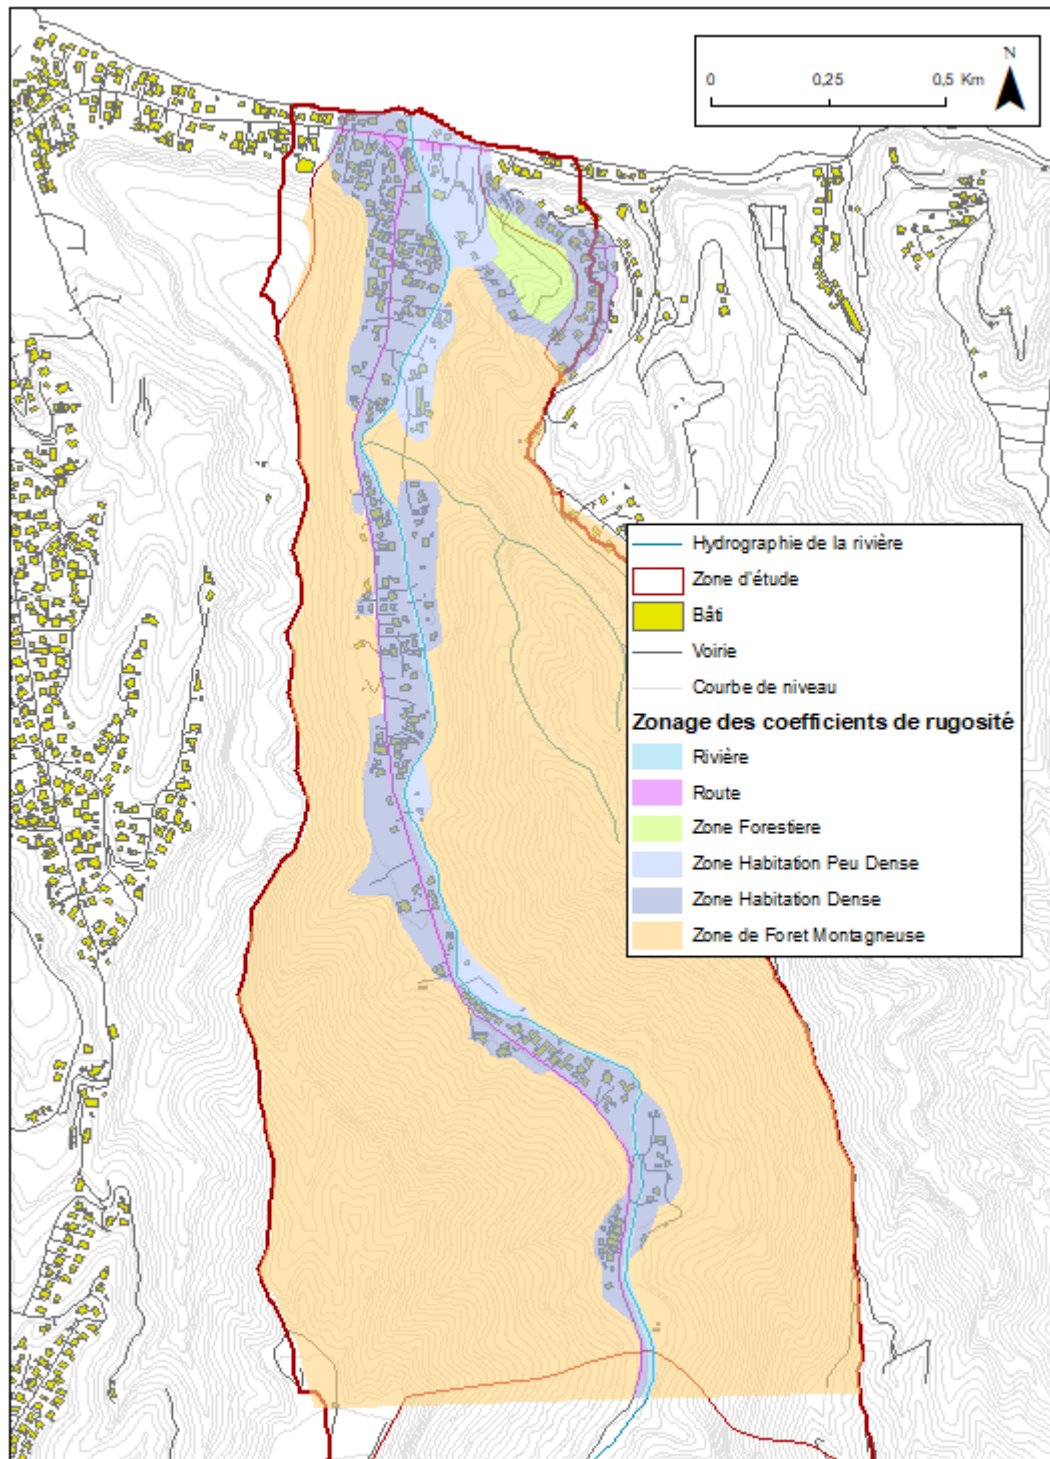 N
0 0,25 0,5 Km
Hydrographie de la rivière
Zone d'étude
Bâti
Voirie
Courbe de niveau
Zonage des coefficients de rugosité
Rivière
Route
Zone Forestiere
Zone Habitation Peu Dense
Zone Habitation Dense
Zone de Foret Montagneuse